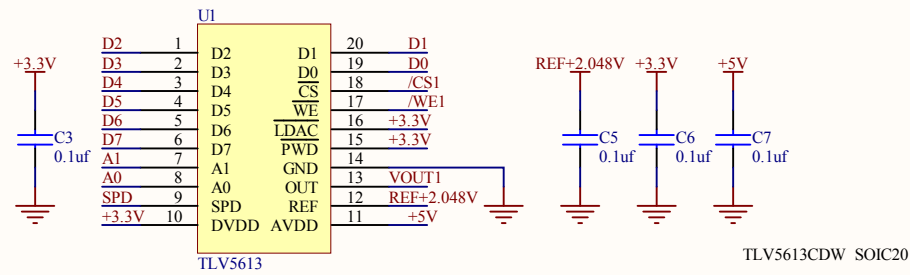 U1
D2 1 D2 D1 20 D1
+3.3V D3 2 D3 D0 19 D0 REF+2.048V +3.3V +5V
D4 3 D4 CS 18 /CS1
D5 4 D5 WE 17 /WE1
D6 5 D6 LDAC 16 +3.3V
C3 C5 C6 C7
D7 6 D7 PWD 15 +3.3V
0.1uf 0.1uf 0.1uf 0.1uf
A1 7 A1 GND 14
A0 8 A0 OUT 13 VOUT1
SPD 9 SPD REF 12 REF+2.048V
+3.3V 10 DVDD AVDD 11 +5V
TLV5613
TLV5613CDW SOIC20